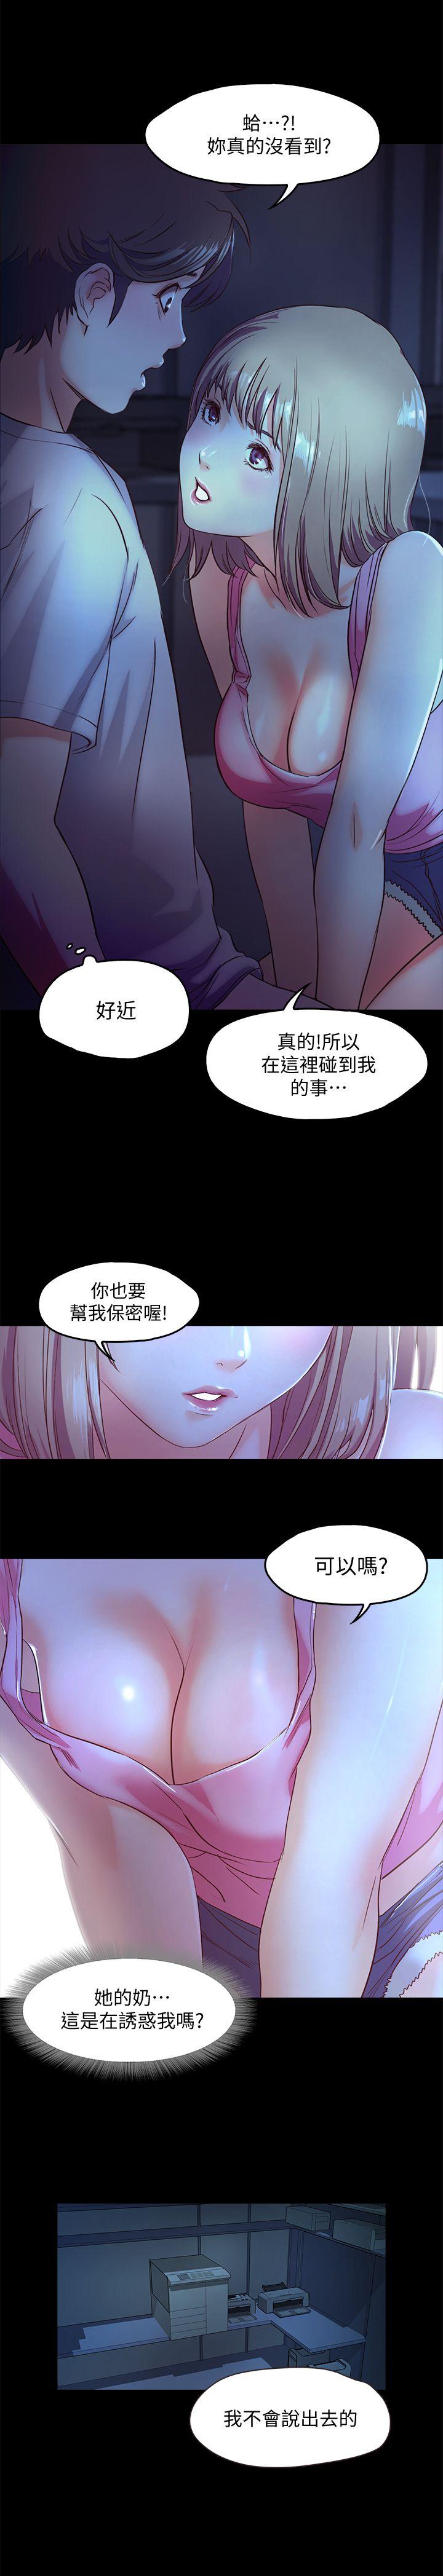 蛤⋯?!
妳真的沒看到?
好近
真的!所以
在這裡碰到我
的事⋯
你也要
幫我保密喔!
可以嗎?
她的奶⋯
這是在誘惑我嗎?
我不會說出去的